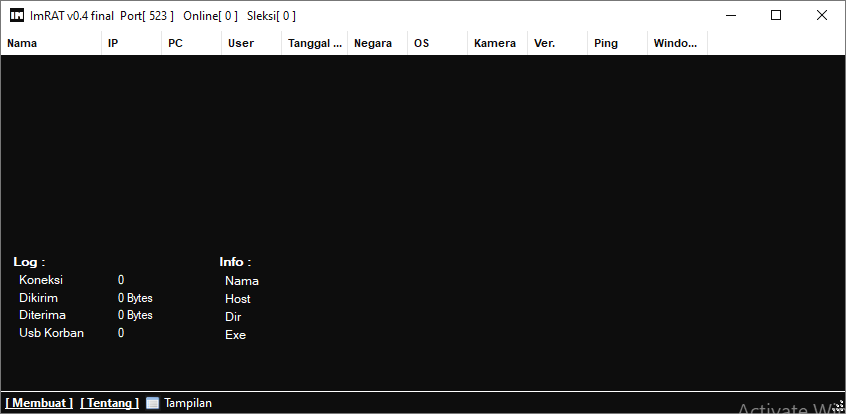 IM ImRAT v0.4 final Port[ 523 ] Online[ 0 ] Sleksi[ 0 ]
Nama IP PC User Tanggal ... Negara OS Kamera Ver. Ping Windo...
Log : Info :
Koneksi 0 Nama
Dikirim 0 Bytes Host
Diterima 0 Bytes Dir
Usb Korban 0 Exe
[ Membuat ] [ Tentang ] Tampilan
Activate Wi